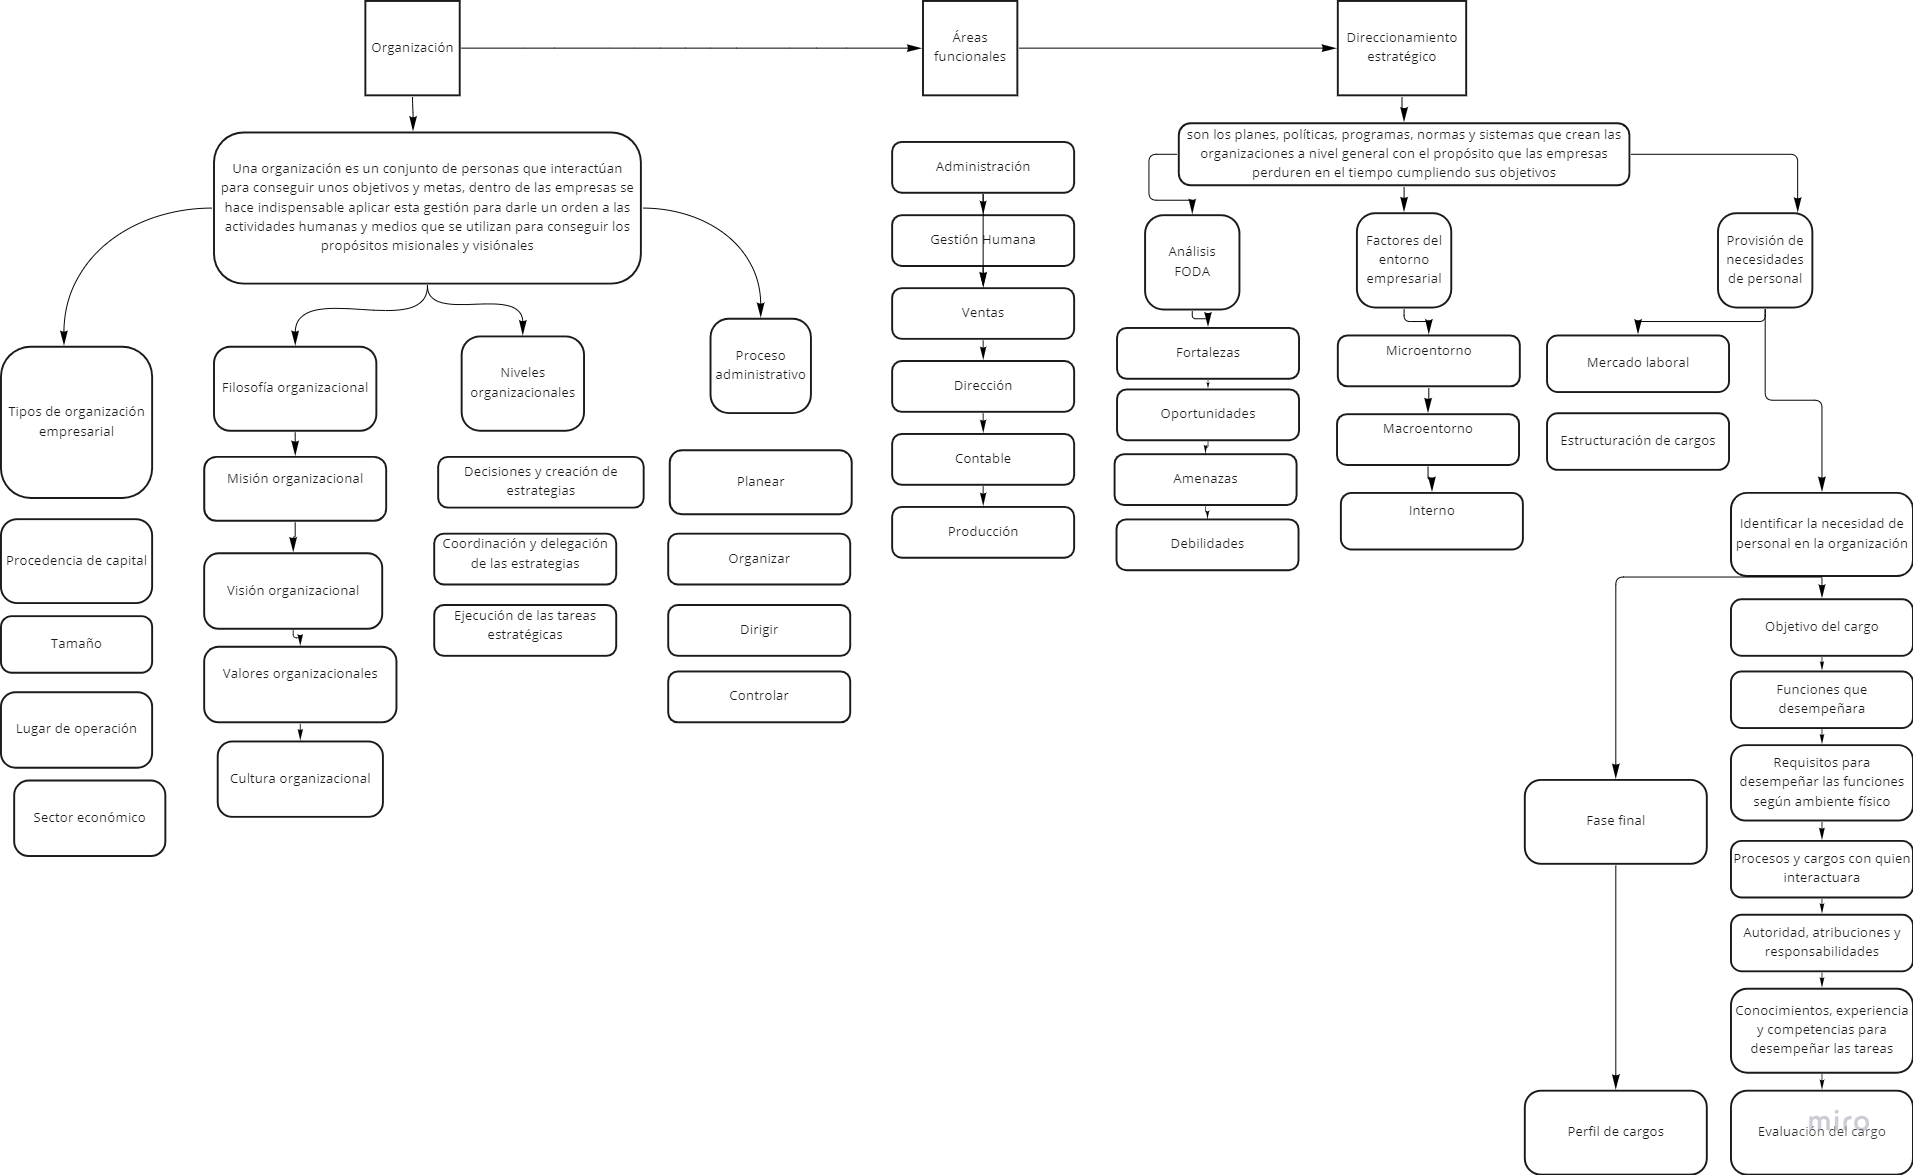 Organización
Áreas
funcionales
Direccionamiento
estratégico
Una organización es un conjunto de personas que interactúan
para conseguir unos objetivos y metas, dentro de las empresas se
hace indispensable aplicar esta gestión para darle un orden a las
actividades humanas y medios que se utilizan para conseguir los
propósitos misionales y visiónales
Tipos de organización
empresarial
Procedencia de capital
Tamaño
Lugar de operación
Sector económico
Filosofía organizacional
Misión organizacional
Visión organizacional
Valores organizacionales
Cultura organizacional
Niveles
organizacionales
Decisiones y creación de
estrategias
Coordinación y delegación
de las estrategias
Ejecución de las tareas
estratégicas
Proceso
administrativo
Planear
Organizar
Dirigir
Controlar
Administración
Gestión Humana
Ventas
Dirección
Contable
Producción
son los planes, políticas, programas, normas y sistemas que crean las
organizaciones a nivel general con el propósito que las empresas
perduren en el tiempo cumpliendo sus objetivos
Análisis
FODA
Fortalezas
Oportunidades
Amenazas
Debilidades
Factores del
entorno
empresarial
Microentorno
Macroentorno
Interno
Provisión de
necesidades
de personal
Mercado laboral
Estructuración de cargos
Identificar la necesidad de
personal en la organización
Fase final
Perfil de cargos
Objetivo del cargo
Funciones que
desempeñara
Requisitos para
desempeñar las funciones
según ambiente físico
Procesos y cargos con quien
interactuara
Autoridad, atribuciones y
responsabilidades
Conocimientos, experiencia
y competencias para
desempeñar las tareas
Evaluación del cargo
miro